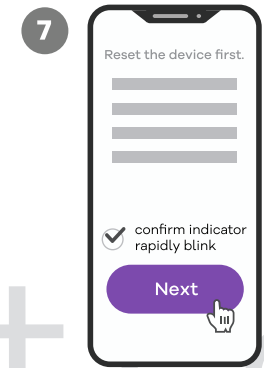 7
Reset the device first.
confirm indicator
rapidly blink
Next